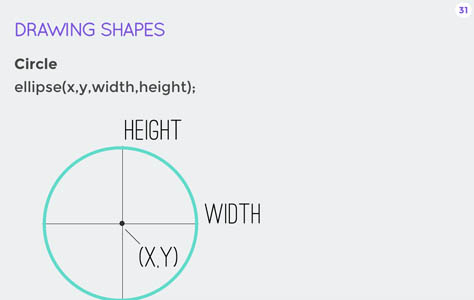 31
DRAWING SHAPES
Circle
ellipse(x,y,width,height);
HEIGHT
WIDTH
(X,Y)